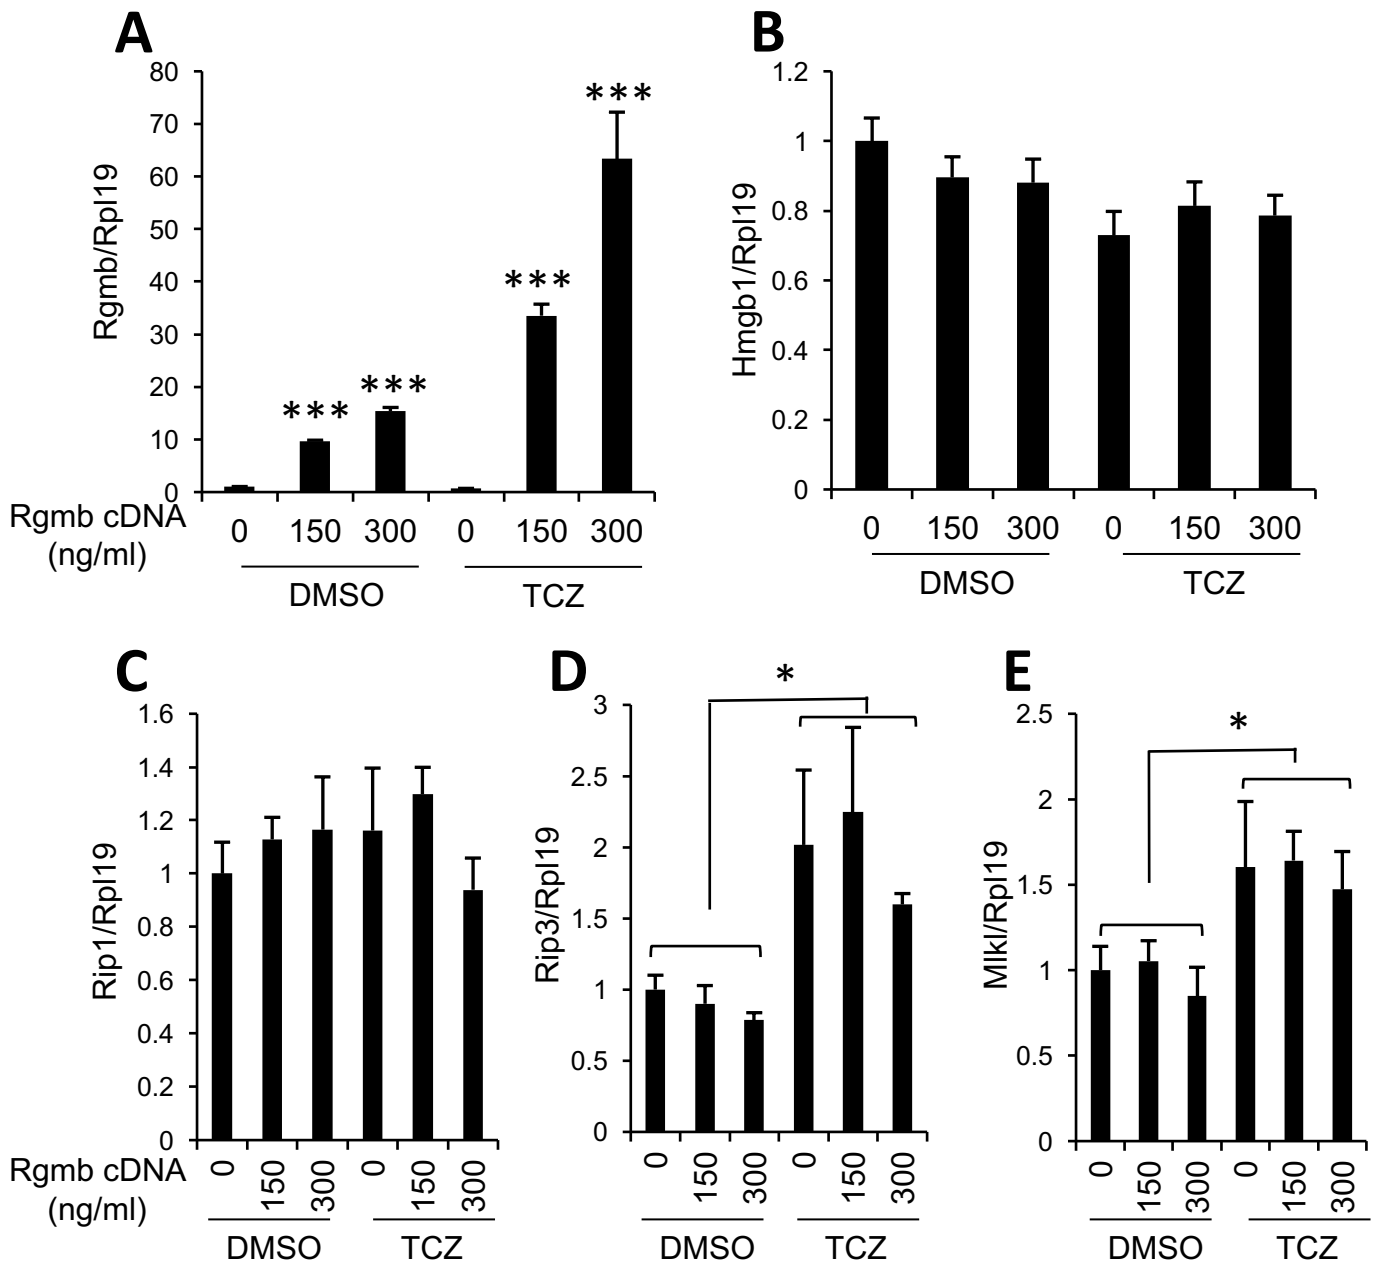 A
80
70
60
50
40
30
20
10
0
Rgmb/Rpl19
***
***
***
***
Rgmb cDNA
(ng/ml)
0 150 300 0 150 300
DMSO TCZ
B
1.2
1
0.8
0.6
0.4
0.2
0
Hmgb1/Rpl19
0 150 300 0 150 300
DMSO TCZ
C
1.6
1.4
1.2
1
0.8
0.6
0.4
0.2
0
Rip1/Rpl19
Rgmb cDNA
(ng/ml)
0 150 300 0 150 300
DMSO TCZ
D
*
3
2.5
2
1.5
1
0.5
0
Rip3/Rpl19
0 150 300 0 150 300
DMSO TCZ
E
*
2.5
2
1.5
1
0.5
0
Mlkl/Rpl19
0 150 300 0 150 300
DMSO TCZ